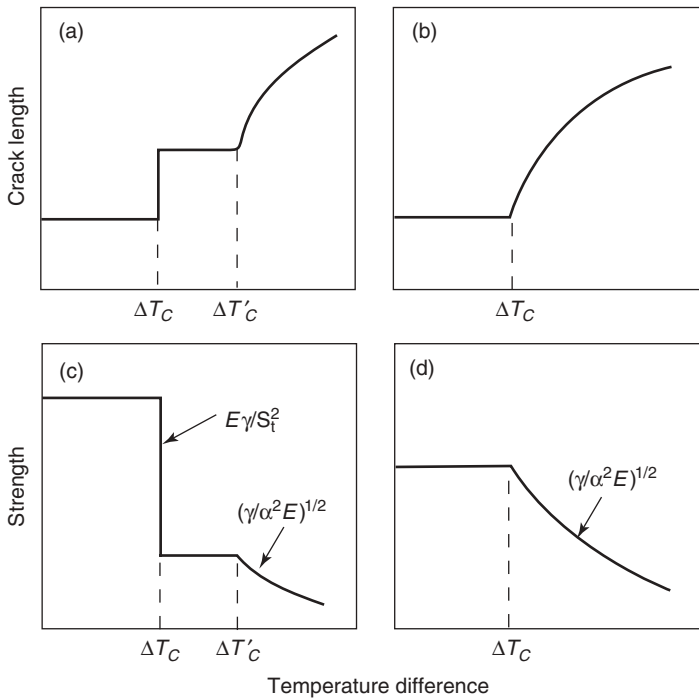 (a)
(b)
Crack length
ΔT_C
ΔT'_C
ΔT_C
(c)
(d)
Eγ/S_t^2
(γ/α^2E)^{1/2}
(γ/α^2E)^{1/2}
Strength
ΔT_C
ΔT'_C
ΔT_C
Temperature difference